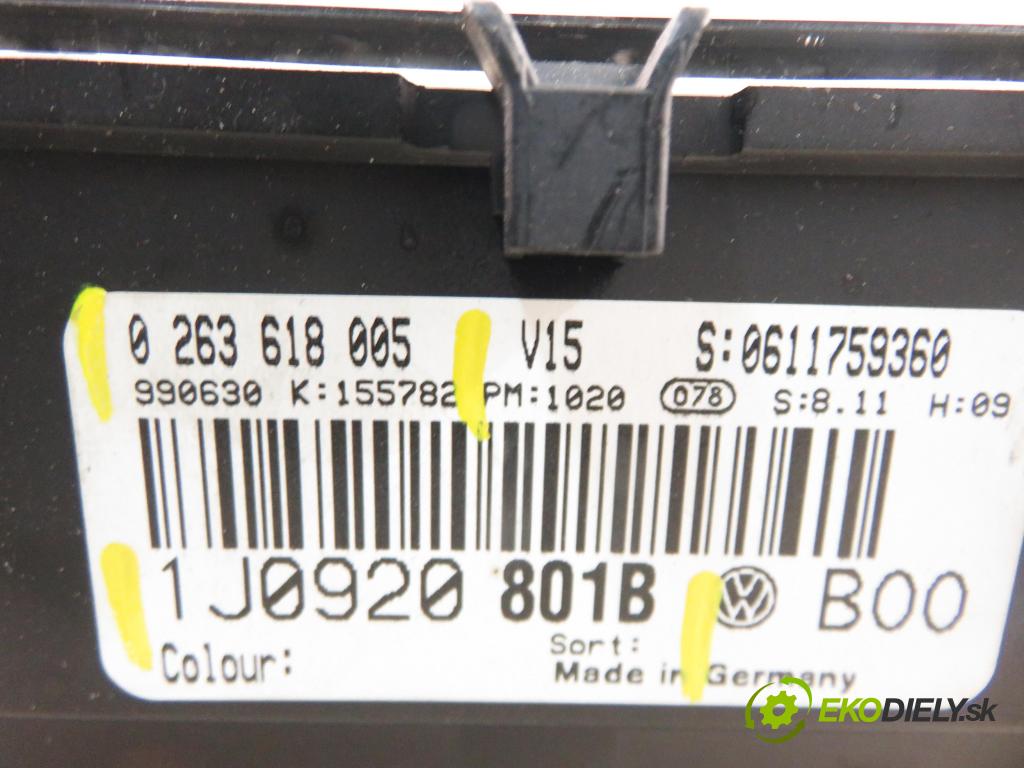 0 263 618 005 V15 S:0611759360
990630 K:155782 PM:1020 078 S:8.11 H:09
1J0920 801B VW B00
Colour: Sort:
Made in Germany
EKODIELY.sk